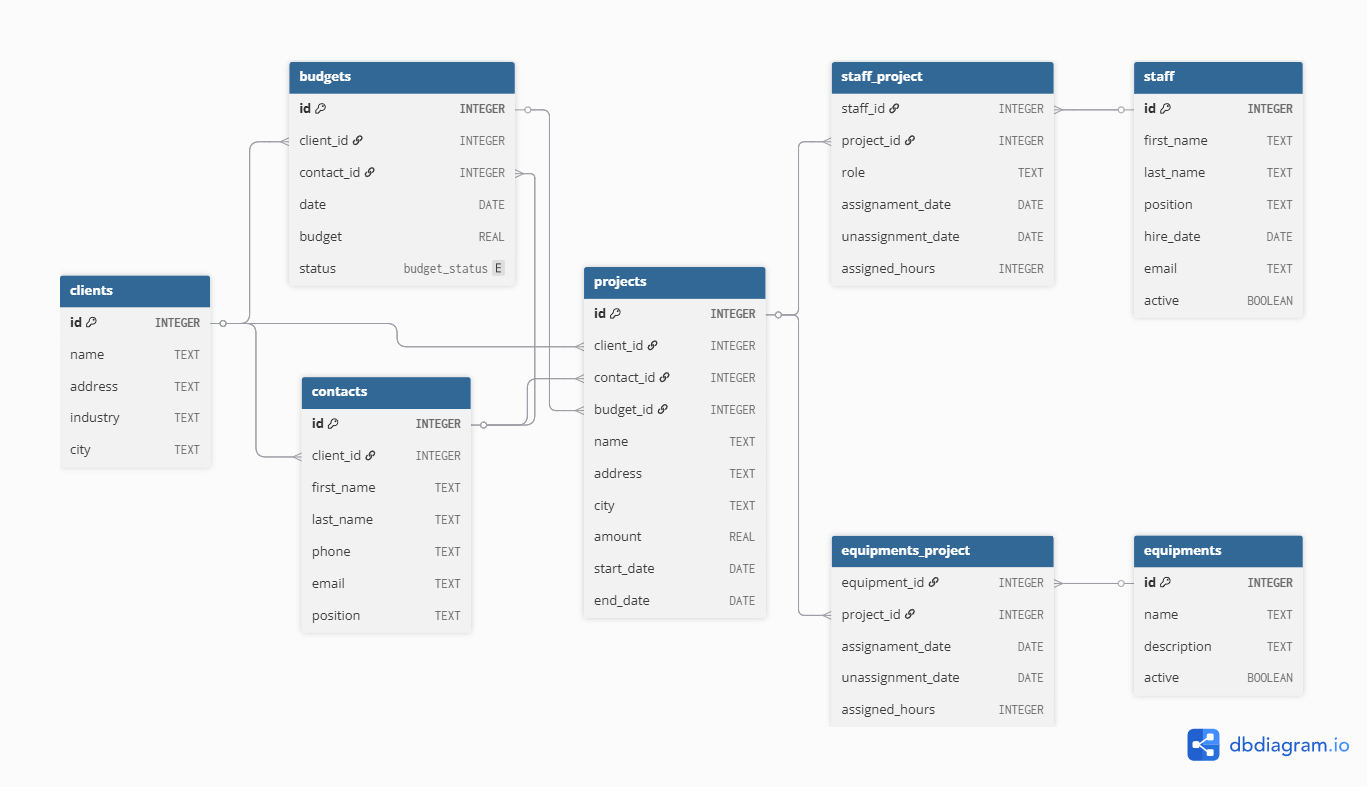 budgets
id INTEGER
client_id INTEGER
contact_id INTEGER
date DATE
budget REAL
status budget_status E
clients
id INTEGER
name TEXT
address TEXT
industry TEXT
city TEXT
contacts
id INTEGER
client_id INTEGER
first_name TEXT
last_name TEXT
phone TEXT
email TEXT
position TEXT
projects
id INTEGER
client_id INTEGER
contact_id INTEGER
budget_id INTEGER
name TEXT
address TEXT
city TEXT
amount REAL
start_date DATE
end_date DATE
staff_project
staff_id INTEGER
project_id INTEGER
role TEXT
assignament_date DATE
unassignment_date DATE
assigned_hours INTEGER
staff
id INTEGER
first_name TEXT
last_name TEXT
position TEXT
hire_date DATE
email TEXT
active BOOLEAN
equipments_project
equipment_id INTEGER
project_id INTEGER
assignament_date DATE
unassignment_date DATE
assigned_hours INTEGER
equipments
id INTEGER
name TEXT
description TEXT
active BOOLEAN
dbdiagram.io